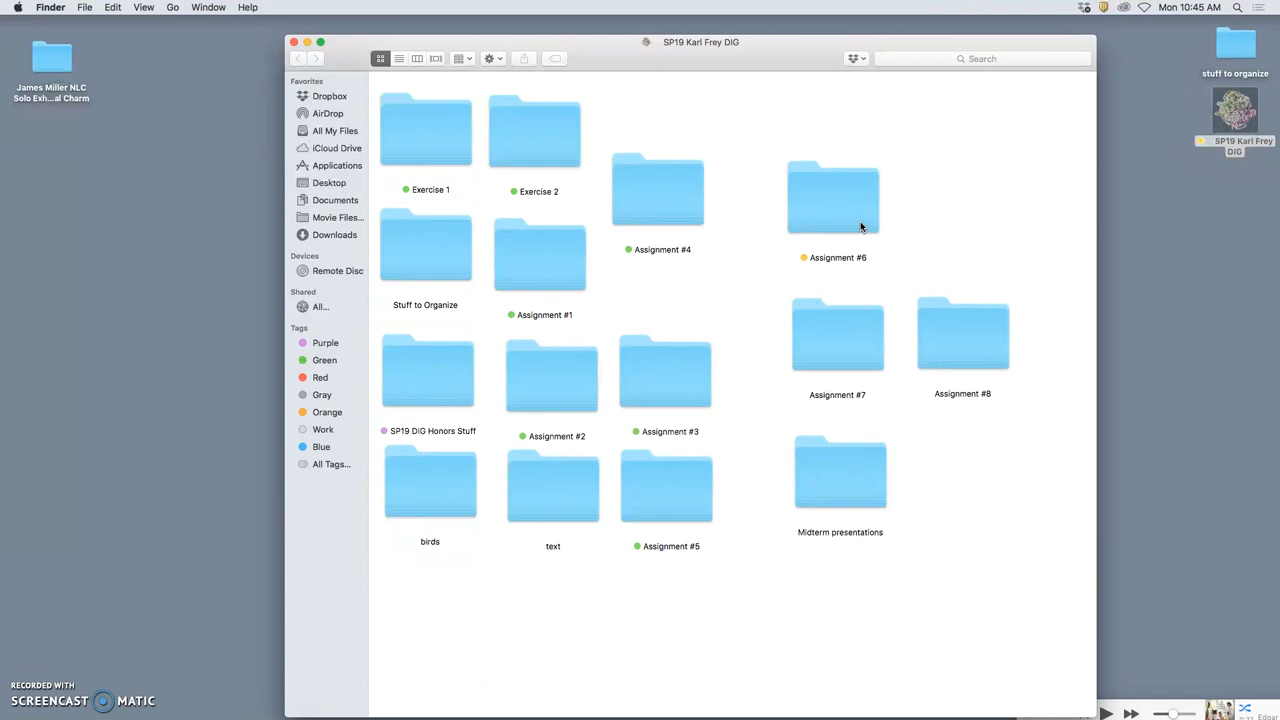 Finder File Edit View Go Window Help
Mon 10:45 AM
SP19 Karl Frey DIG
Search
James Miller NLC
Solo Exh...al Charm
stuff to organize
SP19 Karl Frey
DIG
Favorites
Dropbox
AirDrop
All My Files
iCloud Drive
Applications
Desktop
Documents
Movie Files...
Downloads
Devices
Remote Disc
Shared
All...
Tags
Purple
Green
Red
Gray
Orange
Work
Blue
All Tags...
Exercise 1
Exercise 2
Assignment #4
Assignment #6
Stuff to Organize
Assignment #1
Assignment #7
Assignment #8
SP19 DIG Honors Stuff
Assignment #2
Assignment #3
Midterm presentations
birds
text
Assignment #5
RECORDED WITH
SCREENCAST MATIC
Edgar